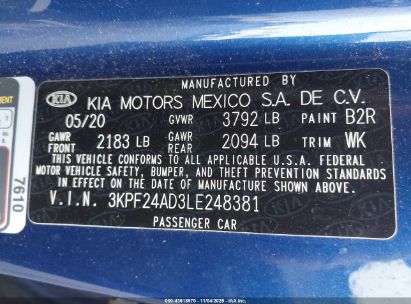 MANUFACTURED BY
KIA KIA MOTORS MEXICO S.A. DE C.V.
05/20 GVWR 3792 LB PAINT B2R
GAWR FRONT 2183 LB GAWR REAR 2094 LB TRIM WK
THIS VEHICLE CONFORMS TO ALL APPLICABLE U.S.A. FEDERAL
MOTOR VEHICLE SAFETY, BUMPER, AND THEFT PREVENTION STANDARDS
IN EFFECT ON THE DATE OF MANUFACTURE SHOWN ABOVE.
V.I.N. 3KPF24AD3LE248381
PASSENGER CAR
7610